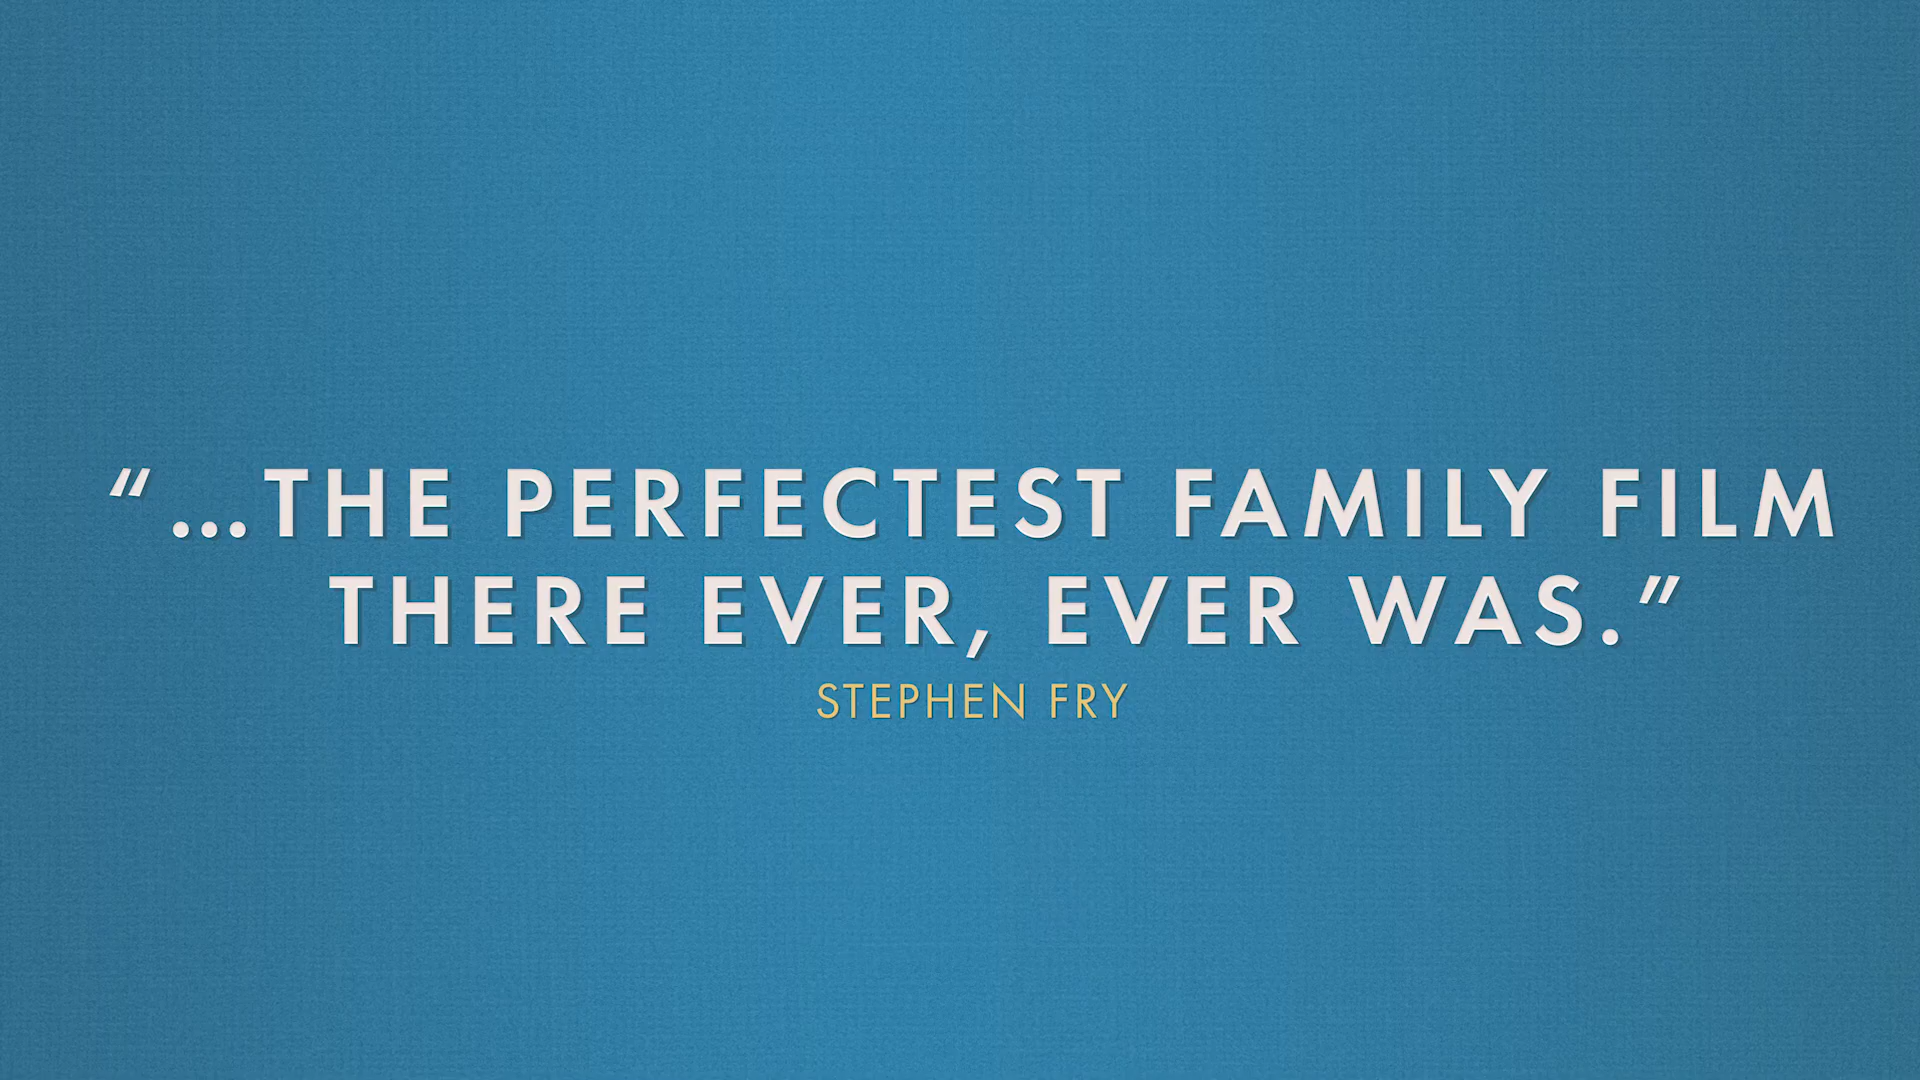 “ …THE PERFECTEST FAMILY FILM
THERE EVER, EVER WAS.”
STEPHEN FRY